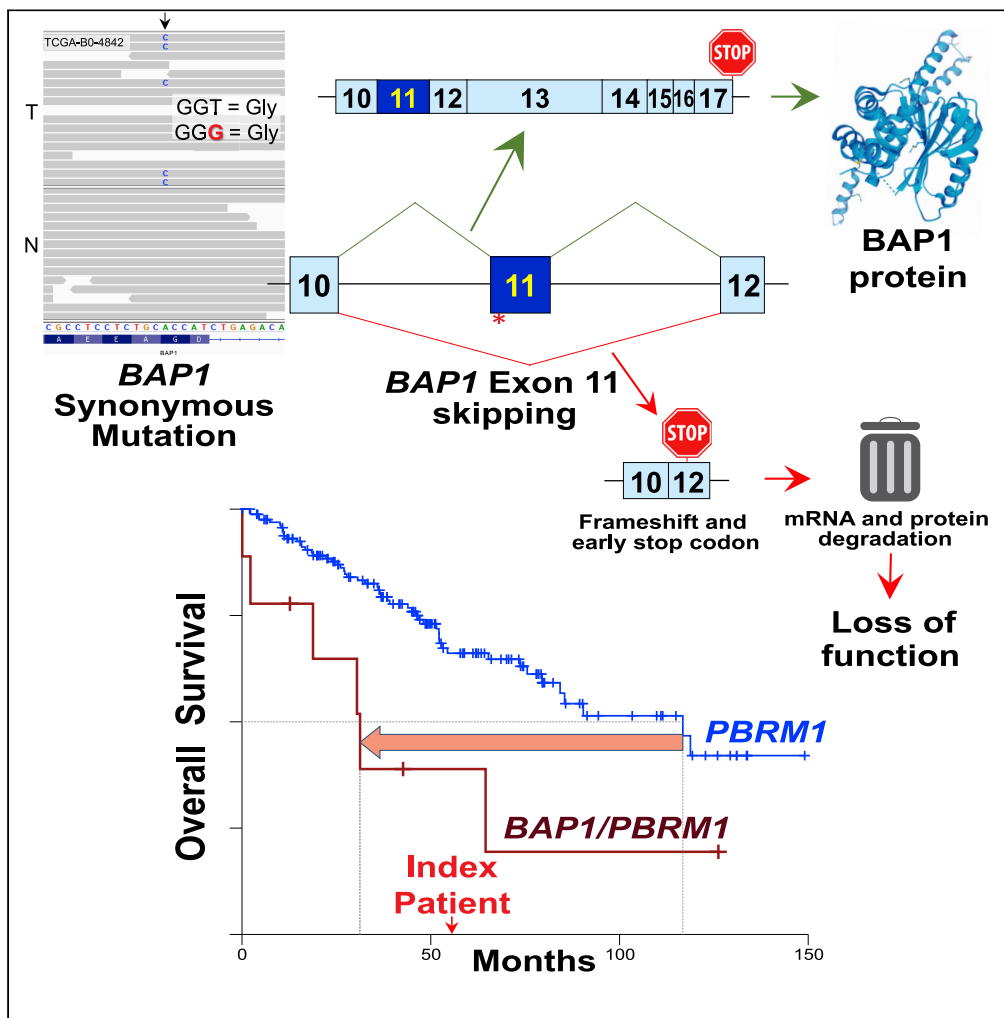 TCGA-B0-4842
C
C
C
T
GGT = Gly
GGG = Gly
C
C
N
CGCCTCCTCTGCACCATCTGAGACA
A E E A G D
BAP1
BAP1
Synonymous
Mutation
STOP
10 11 12 13 14 15 16 17
BAP1
protein
10 11 12
*
BAP1 Exon 11
skipping
STOP
10 12
Frameshift and
early stop codon
mRNA and protein
degradation
Loss of
function
Overall Survival
PBRM1
BAP1/PBRM1
Index
Patient
0 50 100 150
Months